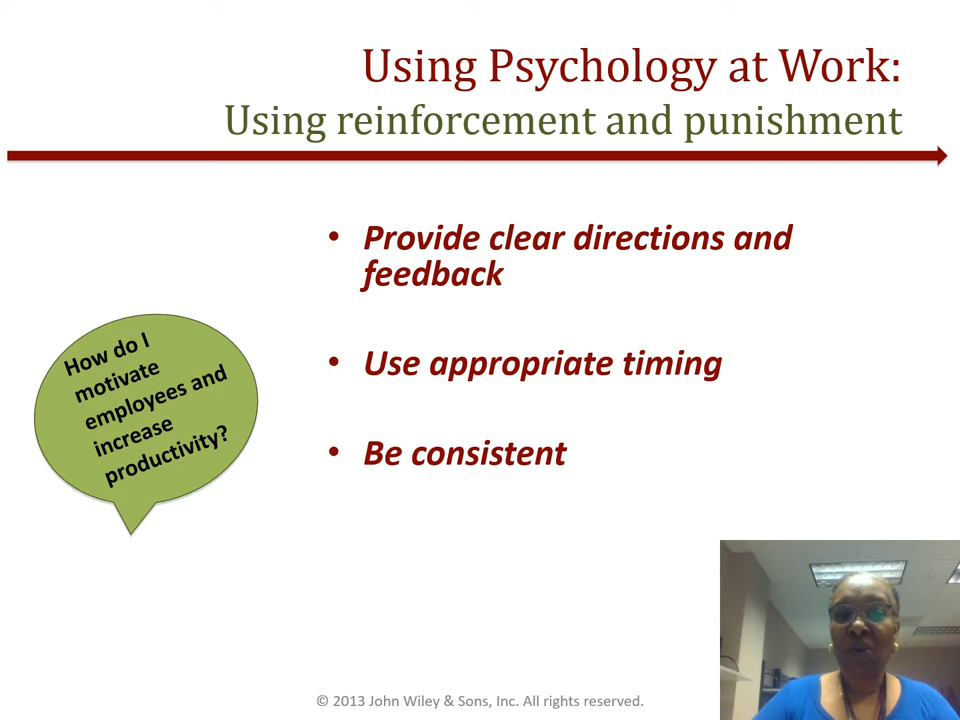 Using Psychology at Work:
Using reinforcement and punishment
• Provide clear directions and
feedback
• Use appropriate timing
• Be consistent
How do I
motivate
employees and
increase
productivity?
© 2013 John Wiley & Sons, Inc. All rights reserved.